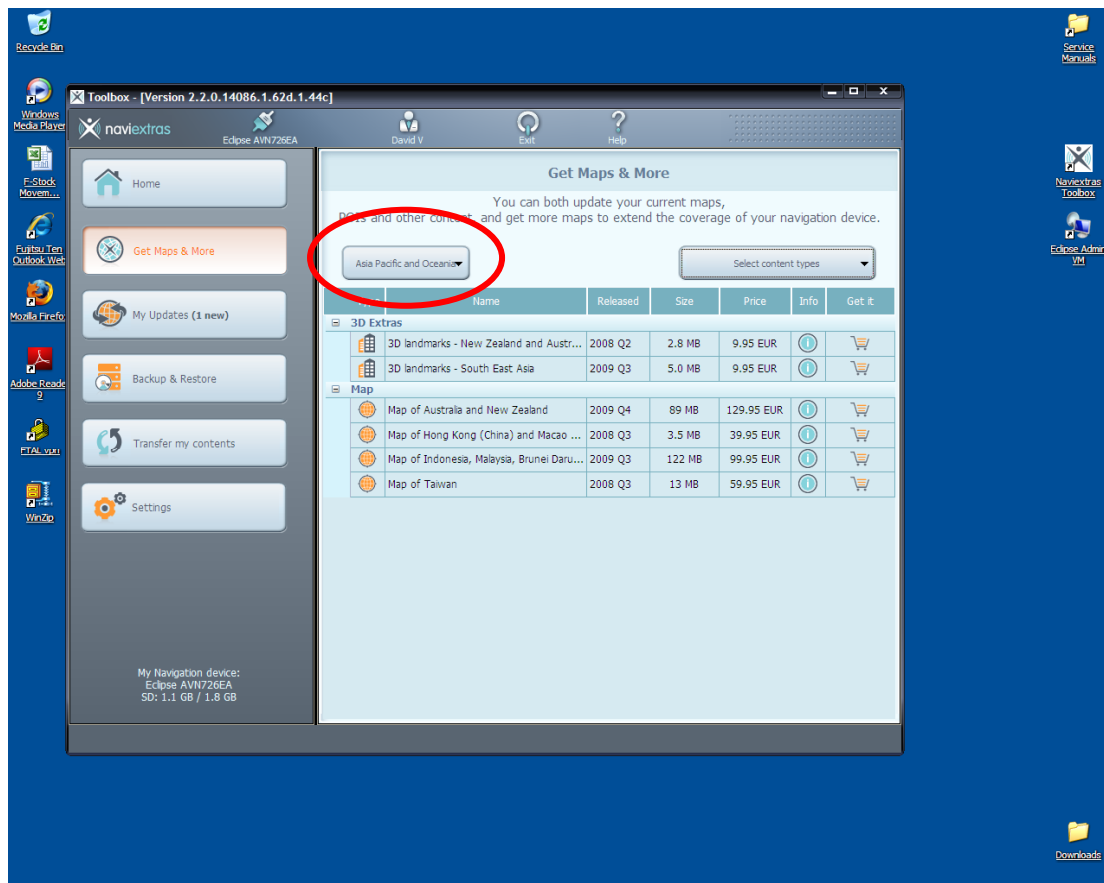 Recycle Bin
Service
Manuals
Windows
Media Player
Toolbox - [Version 2.2.0.14086.1.62d.1.44c]
naviextras
Eclipse AVN726EA
David V
Exit
Help
F-Stock
Movem...
Naviextras
Toolbox
Fujitsu Ten
Outlook Web
Eclipse Admin
VM
Mozilla Firefo
Adobe Reade
9
FTAL vpn
WinZip
Home
Get Maps & More
My Updates (1 new)
Backup & Restore
Transfer my contents
Settings
My Navigation device:
Eclipse AVN726EA
SD: 1.1 GB / 1.8 GB
Get Maps & More
You can both update your current maps,
POIs and other content, and get more maps to extend the coverage of your navigation device.
Asia Pacific and Oceania
Select content types
Name Released Size Price Info Get it
3D Extras
3D landmarks - New Zealand and Austr... 2008 Q2 2.8 MB 9.95 EUR
3D landmarks - South East Asia 2009 Q3 5.0 MB 9.95 EUR
Map
Map of Australia and New Zealand 2009 Q4 89 MB 129.95 EUR
Map of Hong Kong (China) and Macao ... 2008 Q3 3.5 MB 39.95 EUR
Map of Indonesia, Malaysia, Brunei Daru... 2009 Q3 122 MB 99.95 EUR
Map of Taiwan 2008 Q3 13 MB 59.95 EUR
Downloads